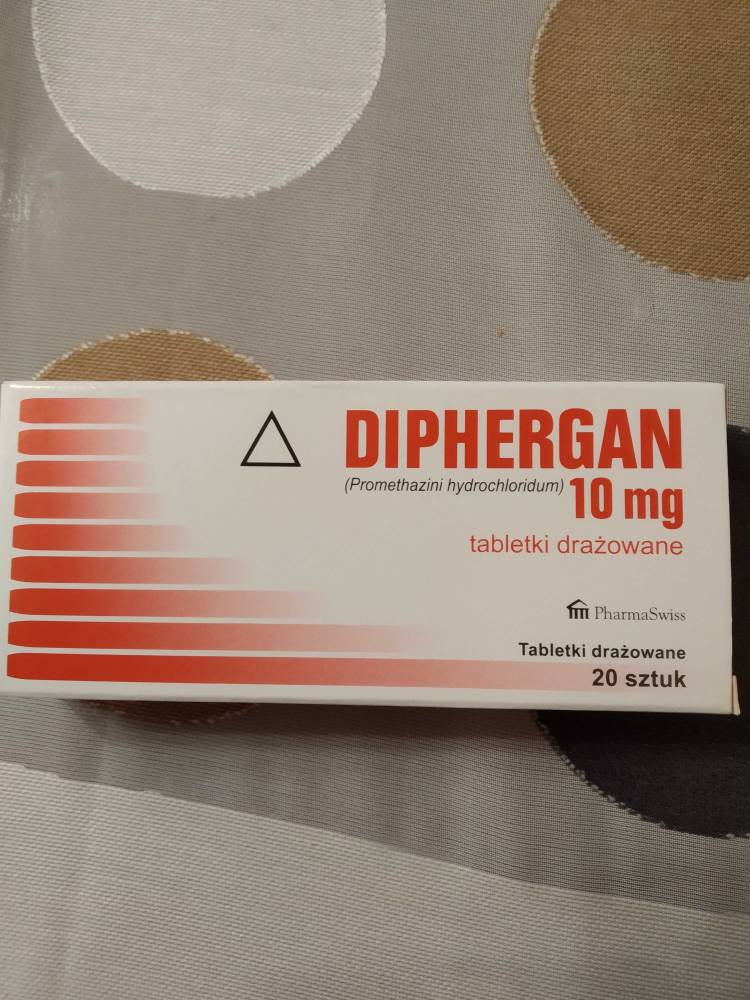 DIPHERGAN
(Promethazini hydrochloridum) 10 mg
tabletki drażowane
PharmaSwiss
Tabletki drażowane
20 sztuk